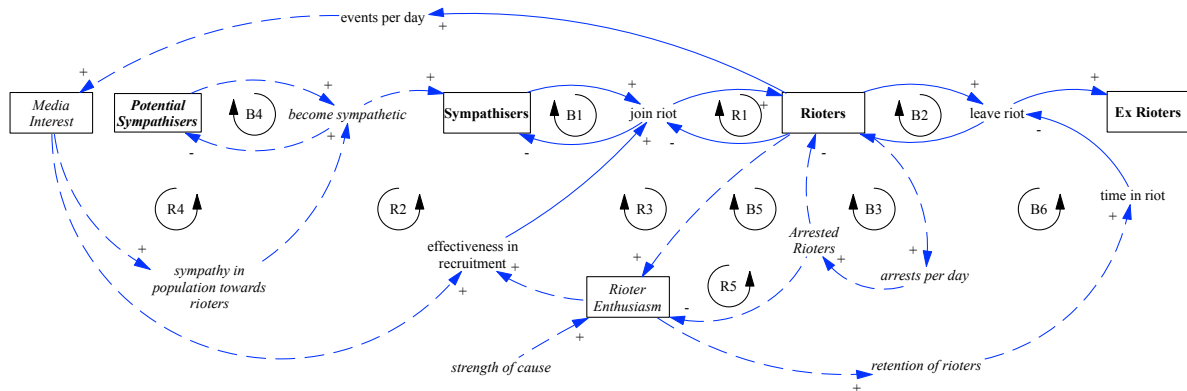 events per day
+
+
Media
Interest
Potential
Sympathisers
B4
+
become sympathetic
+
-
+
Sympathisers
B1
-
+
join riot
+
-
R1
+
+
Rioters
-
B2
+
leave riot
-
+
Ex Rioters
R4
R2
R3
B5
B3
B6
time in riot
+
effectiveness in
recruitment
+
+
+
sympathy in
population towards
rioters
Arrested
Rioters
+
+
arrests per day
+
Rioter
Enthusiasm
-
+
R5
strength of cause
retention of rioters
+